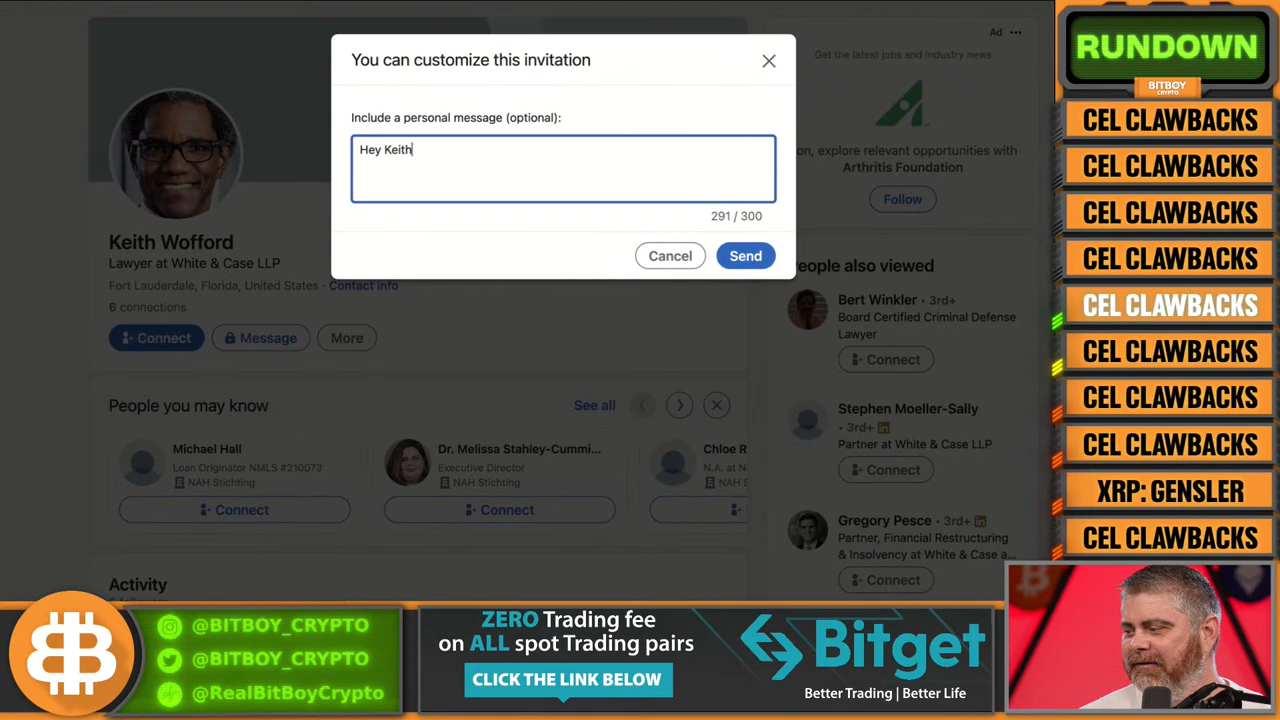 You can customize this invitation
Include a personal message (optional):
Hey Keith
291 / 300
Cancel
Send
Keith Wofford
Lawyer at White & Case LLP
Fort Lauderdale, Florida, United States · Contact info
6 connections
Connect
Message
More
People you may know
See all
Michael Hall
Loan Originator NMLS #210073
NAH Stichting
Connect
Dr. Melissa Stahley-Cummi...
Executive Director
NAH Stichting
Connect
Chloe R
N.A. at N
NAH S
Activity
Ad ...
Get the latest jobs and industry news
on, explore relevant opportunities with
Arthritis Foundation
Follow
eople also viewed
Bert Winkler • 3rd+
Board Certified Criminal Defense
Lawyer
Connect
Stephen Moeller-Sally
• 3rd+ in
Partner at White & Case LLP
Connect
Gregory Pesce • 3rd+ in
Partner, Financial Restructuring
& Insolvency at White & Case a...
Connect
RUNDOWN
BITBOY
CRYPTO
CEL CLAWBACKS
CEL CLAWBACKS
CEL CLAWBACKS
CEL CLAWBACKS
CEL CLAWBACKS
CEL CLAWBACKS
CEL CLAWBACKS
CEL CLAWBACKS
XRP: GENSLER
CEL CLAWBACKS
@BITBOY_CRYPTO
@BITBOY_CRYPTO
@RealBitBoyCrypto
ZERO Trading fee
on ALL spot Trading pairs
CLICK THE LINK BELOW
Bitget
Better Trading | Better Life